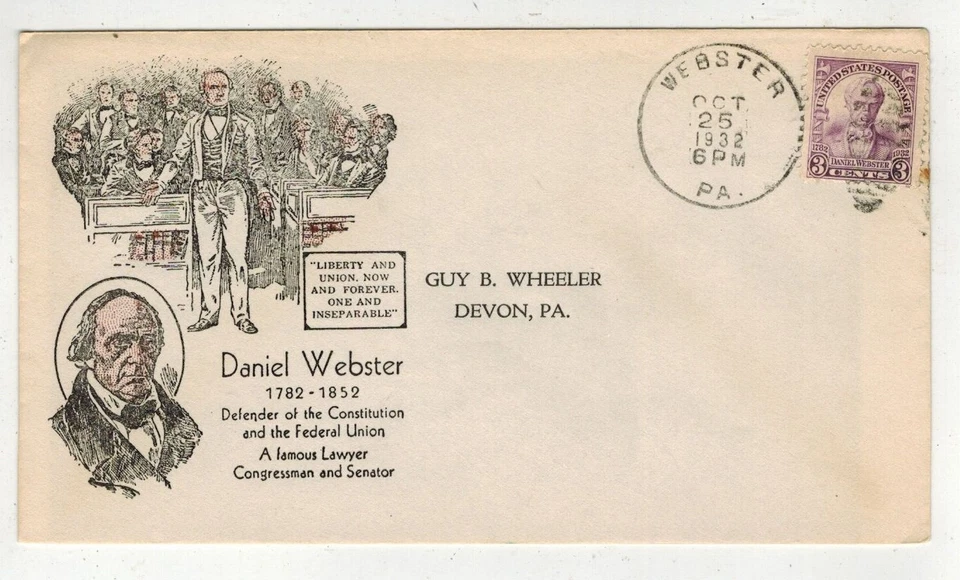 WEBSTER
OCT
25
1932
6PM
PA.
UNITED STATES POSTAGE
1782
1932
DANIEL WEBSTER
3 CENTS 3
"LIBERTY AND
UNION, NOW
AND FOREVER.
ONE AND
INSEPARABLE"
GUY B. WHEELER
DEVON, PA.
Daniel Webster
1782 - 1852
Defender of the Constitution
and the Federal Union
A famous Lawyer
Congressman and Senator